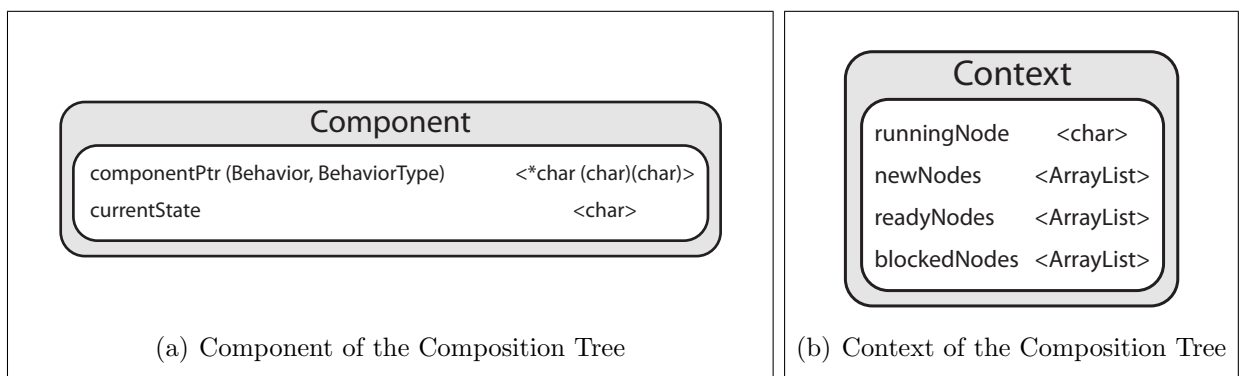 Component
componentPtr (Behavior, BehaviorType) <*char (char)(char)>
currentState <char>
(a) Component of the Composition Tree
Context
runningNode <char>
newNodes <ArrayList>
readyNodes <ArrayList>
blockedNodes <ArrayList>
(b) Context of the Composition Tree